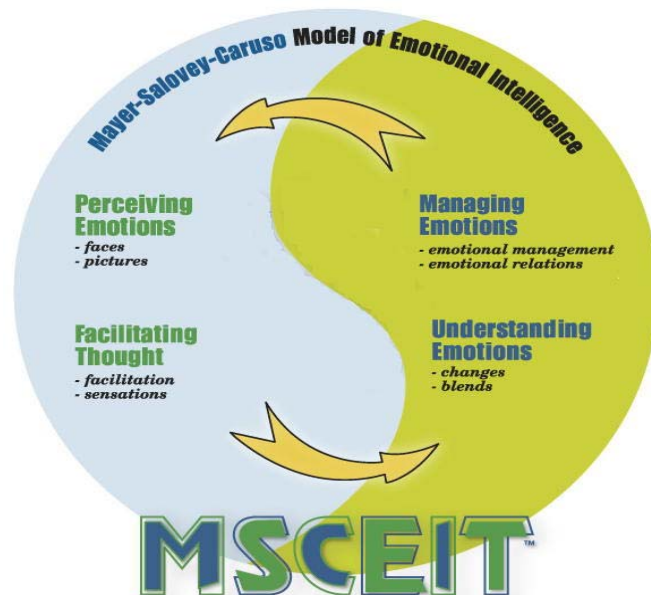 Mayer-Salovey-Caruso Model of Emotional Intelligence
Perceiving
Emotions
- faces
- pictures
Managing
Emotions
- emotional management
- emotional relations
Facilitating
Thought
- facilitation
- sensations
Understanding
Emotions
- changes
- blends
MSCEIT™